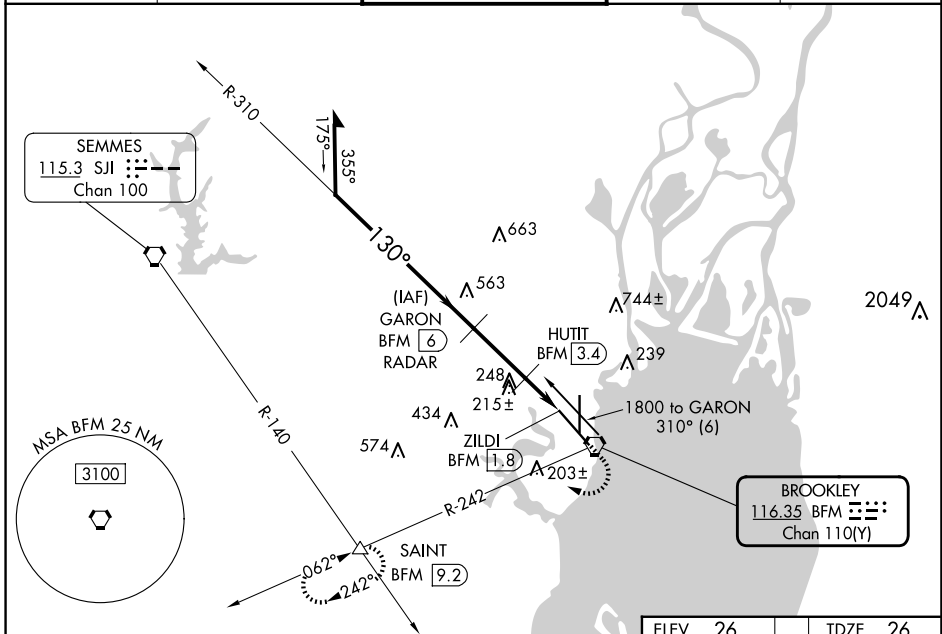 R-310
175°
355°
SEMMES
115.3 SJI
Chan 100
130°
663
563
(IAF)
GARON
BFM 6
RADAR
744±
2049
HUTIT
BFM 3.4
239
248
215±
1800 to GARON
310° (6)
434
574
R-140
ZILDI
BFM 1.8
203±
MSA BFM 25 NM
3100
R-242
BROOKLEY
116.35 BFM
Chan 110(Y)
SAINT
BFM 9.2
062°
242°
ELEV 26
TDZE 26